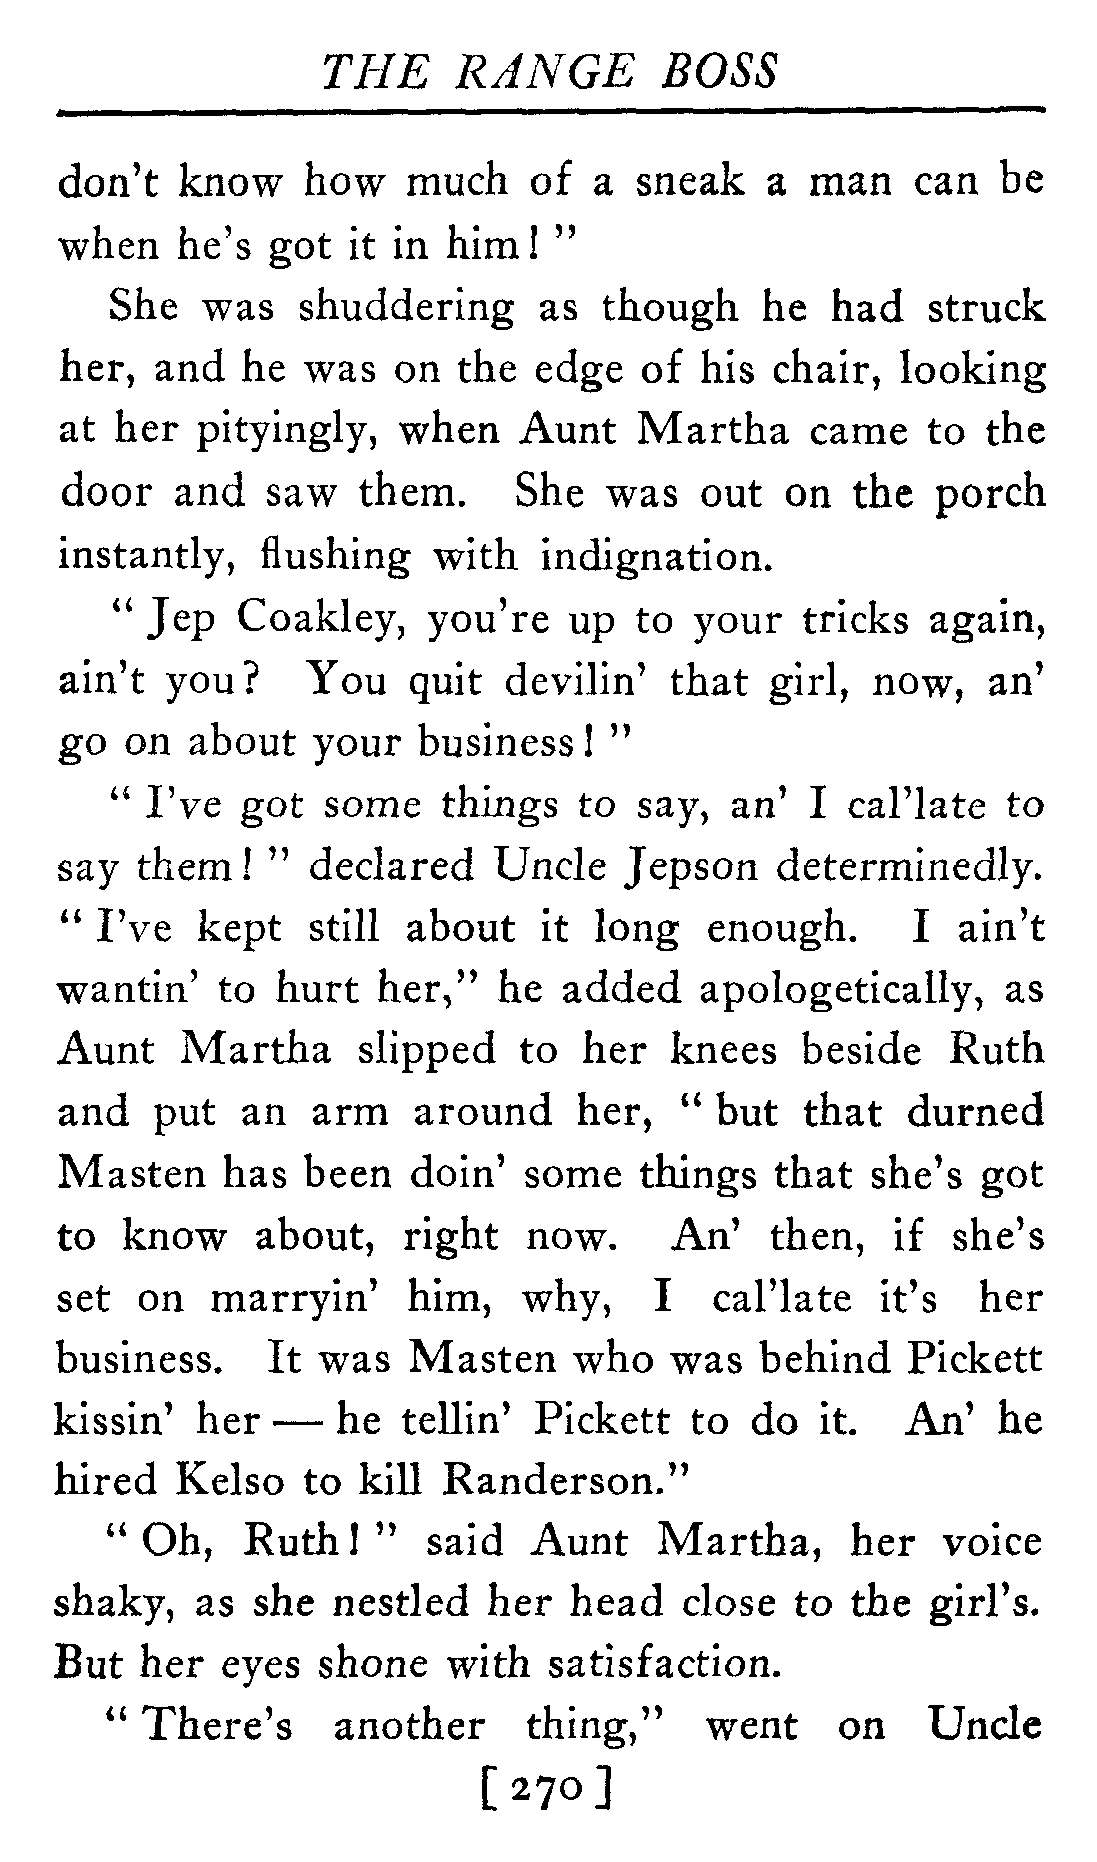 THE RANGE BOSS
don't know how much of a sneak a man can be
when he's got it in him! "
She was shuddering as though he had struck
her, and he was on the edge of his chair, looking
at her pityingly, when Aunt Martha came to the
door and saw them. She was out on the porch
instantly, flushing with indignation.
" Jep Coakley, you're up to your tricks again,
ain't you? You quit devilin' that girl, now, an'
go on about your business! "
" I've got some things to say, an' I cal'late to
say them! " declared Uncle Jepson determinedly.
" I've kept still about it long enough. I ain't
wantin' to hurt her," he added apologetically, as
Aunt Martha slipped to her knees beside Ruth
and put an arm around her, " but that durned
Masten has been doin' some things that she's got
to know about, right now. An' then, if she's
set on marryin' him, why, I cal'late it's her
business. It was Masten who was behind Pickett
kissin' her — he tellin' Pickett to do it. An' he
hired Kelso to kill Randerson."
" Oh, Ruth! " said Aunt Martha, her voice
shaky, as she nestled her head close to the girl's.
But her eyes shone with satisfaction.
" There's another thing," went on Uncle
[ 270 ]